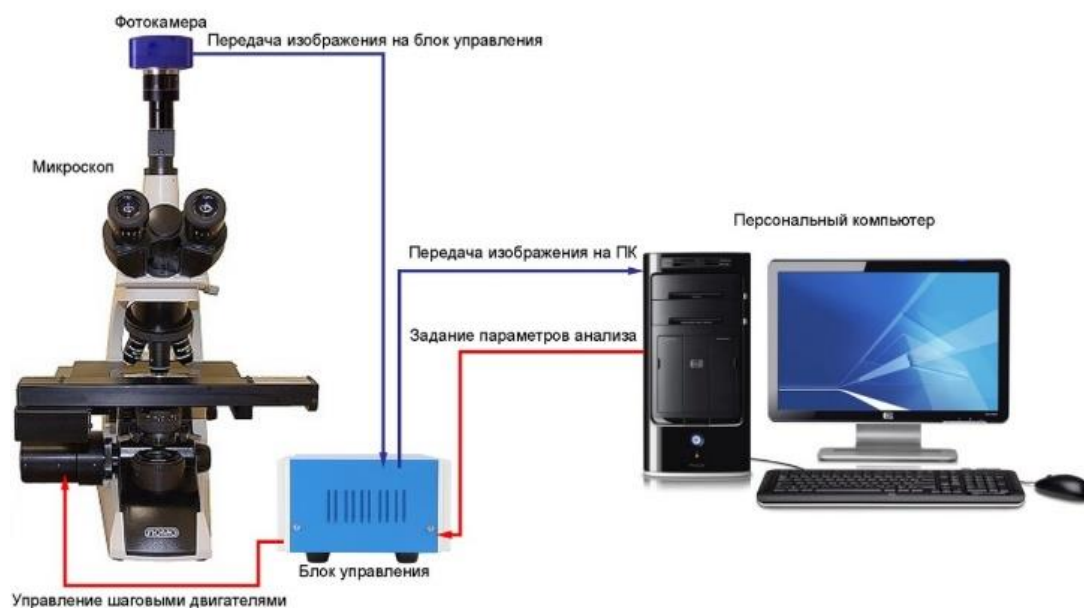 Фотокамера
Передача изображения на блок управления
Микроскоп
Персональный компьютер
Передача изображения на ПК
Задание параметров анализа
Блок управления
Управление шаговыми двигателями